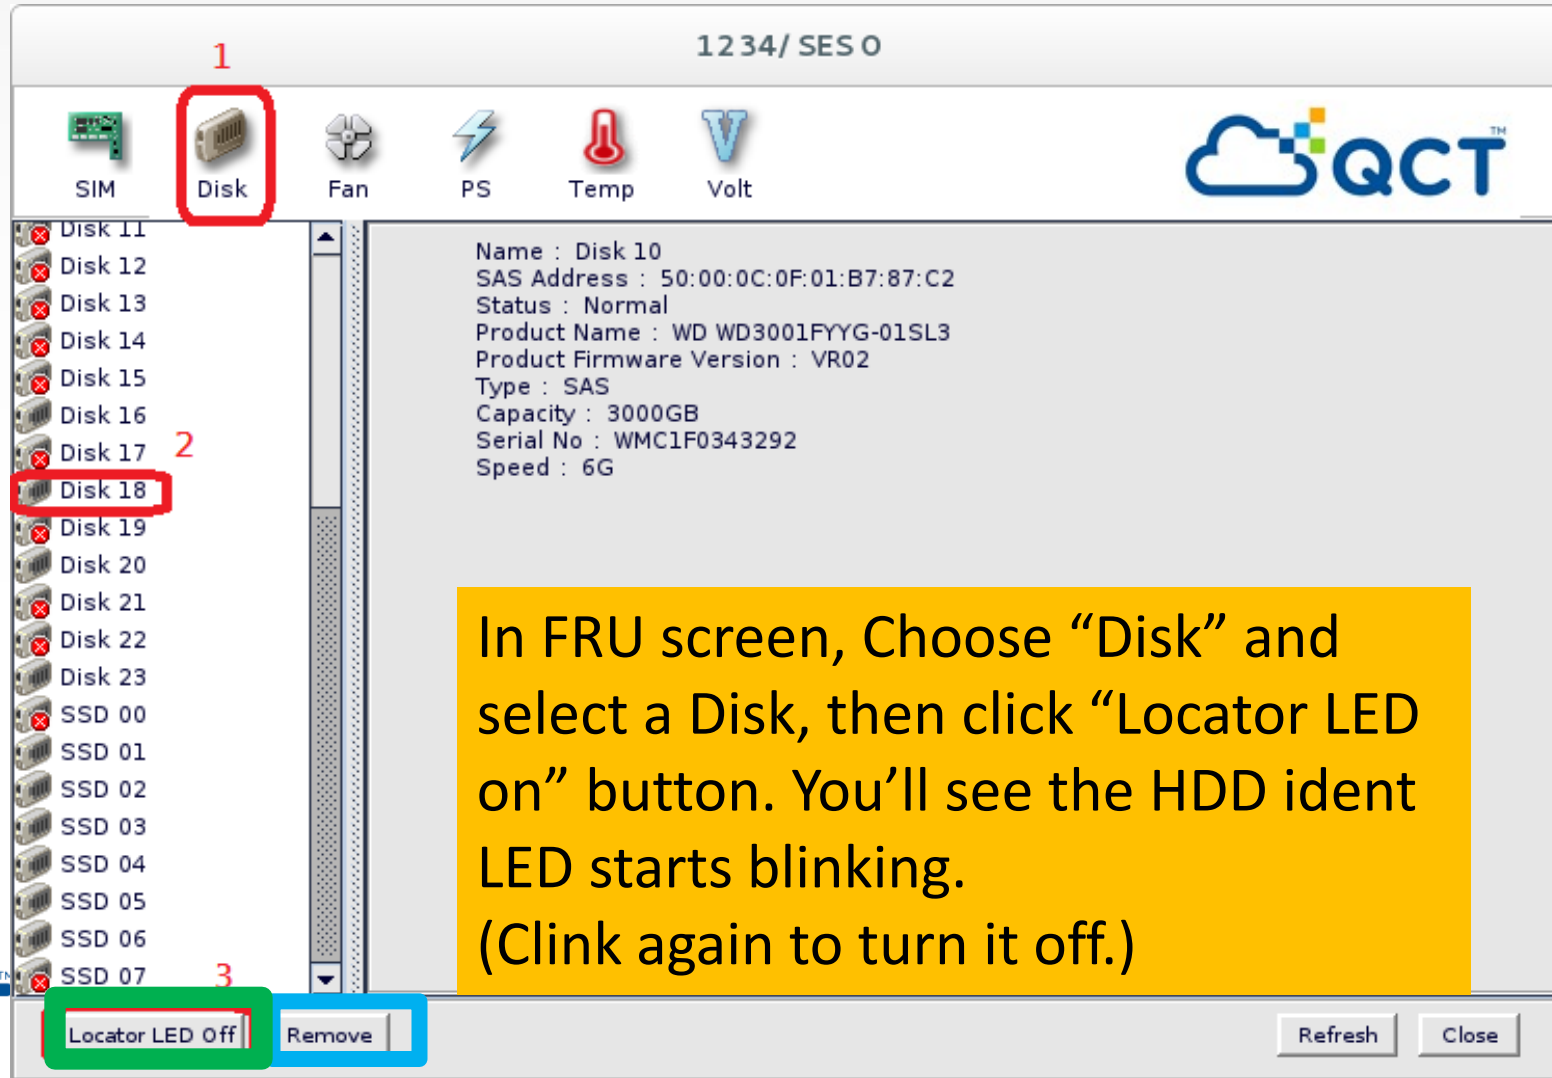 1234/ SES 0
1
SIM
Disk
Fan
PS
Temp
Volt
QCT™
Disk 11
Disk 12
Disk 13
Disk 14
Disk 15
Disk 16
Disk 17
2
Disk 18
Disk 19
Disk 20
Disk 21
Disk 22
Disk 23
SSD 00
SSD 01
SSD 02
SSD 03
SSD 04
SSD 05
SSD 06
SSD 07
3
Name : Disk 10
SAS Address : 50:00:0C:0F:01:B7:87:C2
Status : Normal
Product Name : WD WD3001FYYG-01SL3
Product Firmware Version : VR02
Type : SAS
Capacity : 3000GB
Serial No : WMC1F0343292
Speed : 6G
In FRU screen, Choose “Disk” and
select a Disk, then click “Locator LED
on” button. You’ll see the HDD ident
LED starts blinking.
(Clink again to turn it off.)
TM
Locator LED Off
Remove
Refresh
Close